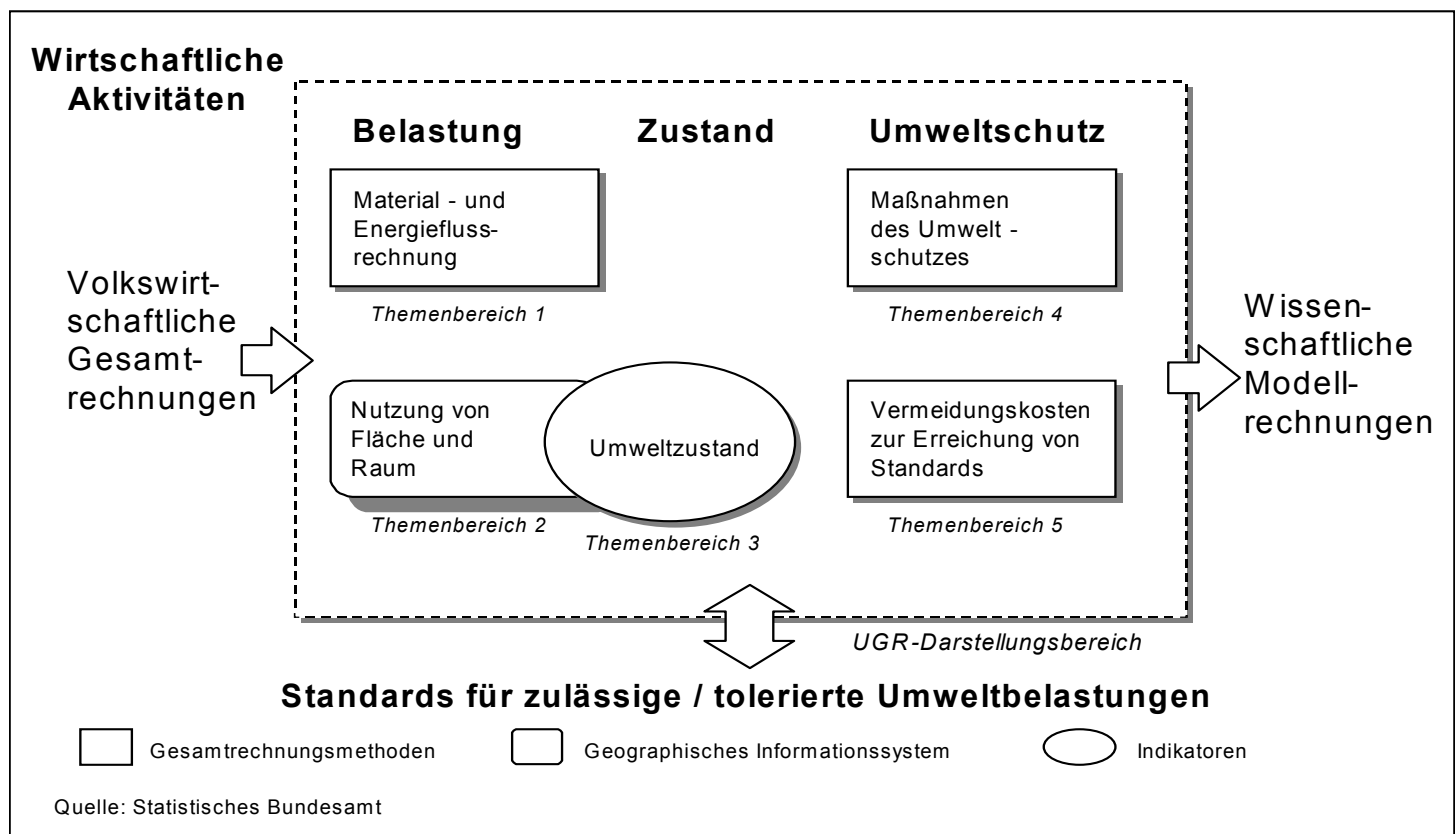 Wirtschaftliche
Aktivitäten
Belastung
Zustand
Umweltschutz
Material - und
Energiefluss-
rechnung
Themenbereich 1
Maßnahmen
des Umwelt -
schutzes
Themenbereich 4
Volkswirt-
schaftliche
Gesamt-
rechnungen
Nutzung von
Fläche und
Raum
Themenbereich 2
Umweltzustand
Themenbereich 3
Vermeidungskosten
zur Erreichung von
Standards
Themenbereich 5
Wissen-
schaftliche
Modell-
rechnungen
UGR-Darstellungsbereich
Standards für zulässige / tolerierte Umweltbelastungen
Gesamtrechnungsmethoden
Geographisches Informationssystem
Indikatoren
Quelle: Statistisches Bundesamt